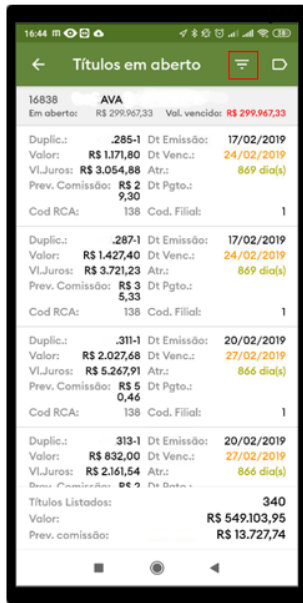 16:44
Títulos em aberto
16838 AVA
Em aberto: R$ 299.967,33 Val. vencido: R$ 299.967,33
Duplic.: .285-1 Dt Emissão: 17/02/2019
Valor: R$ 1.171,80 Dt Venc.: 24/02/2019
Vl.Juros: R$ 3.054,88 Atr.: 869 dia(s)
Prev. Comissão: R$ 2 Dt Pgto.:
9,30
Cod RCA: 138 Cod. Filial: 1
Duplic.: .287-1 Dt Emissão: 17/02/2019
Valor: R$ 1.427,40 Dt Venc.: 24/02/2019
Vl.Juros: R$ 3.721,23 Atr.: 869 dia(s)
Prev. Comissão: R$ 3 Dt Pgto.:
5,33
Cod RCA: 138 Cod. Filial: 1
Duplic.: .311-1 Dt Emissão: 20/02/2019
Valor: R$ 2.027,68 Dt Venc.: 27/02/2019
Vl.Juros: R$ 5.267,91 Atr.: 866 dia(s)
Prev. Comissão: R$ 5 Dt Pgto.:
0,46
Cod RCA: 138 Cod. Filial: 1
Duplic.: 313-1 Dt Emissão: 20/02/2019
Valor: R$ 832,00 Dt Venc.: 27/02/2019
Vl.Juros: R$ 2.161,54 Atr.: 866 dia(s)
Prev. Comissão: R$ 2 Dt Pgto.:
Títulos Listados: 340
Valor: R$ 549.103,95
Prev. comissão: R$ 13.727,74